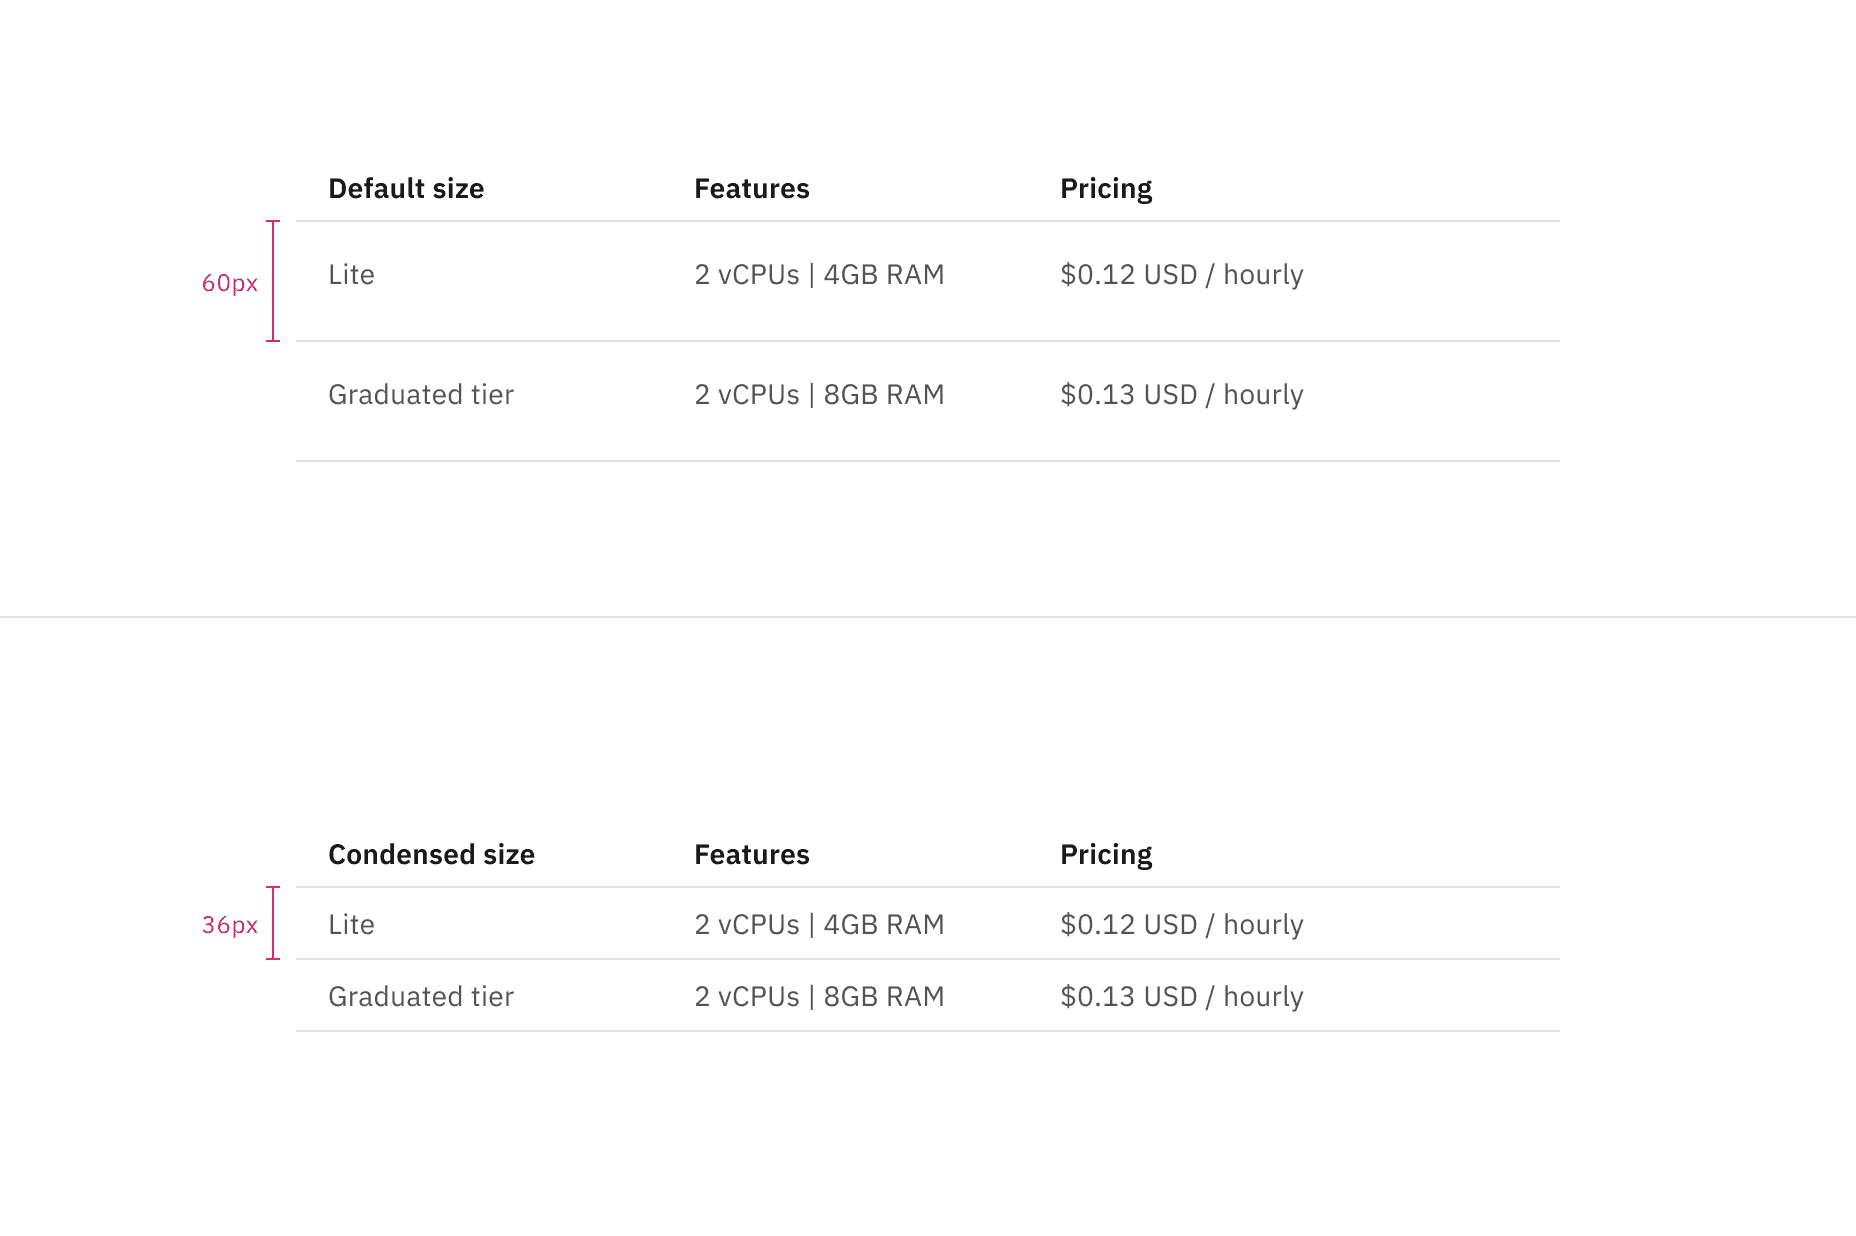 Default size Features Pricing
60px Lite 2 vCPUs | 4GB RAM $0.12 USD / hourly
Graduated tier 2 vCPUs | 8GB RAM $0.13 USD / hourly
Condensed size Features Pricing
36px Lite 2 vCPUs | 4GB RAM $0.12 USD / hourly
Graduated tier 2 vCPUs | 8GB RAM $0.13 USD / hourly